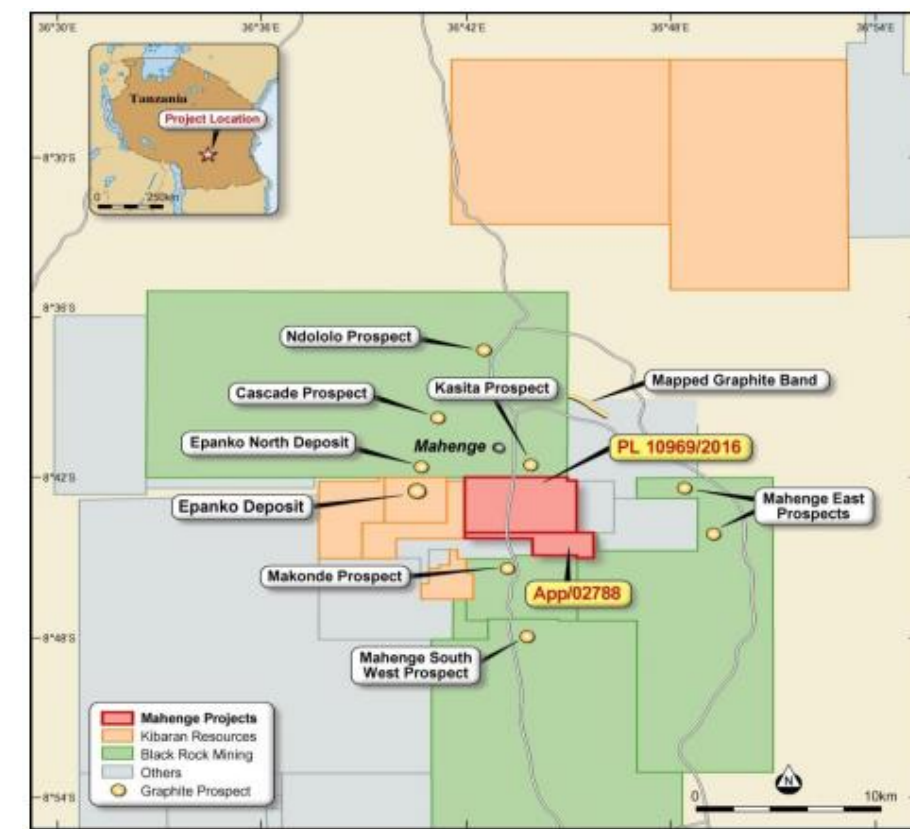 36°30'E
36°36'E
36°42'E
36°48'E
36°54'E
Tanzania
Project Location
0 250km
8°30'S
8°36'S
Ndololo Prospect
Cascade Prospect
Kasita Prospect
Mapped Graphite Band
Epanko North Deposit
Mahenge
PL 10969/2016
8°42'S
Epanko Deposit
Mahenge East
Prospects
Makonde Prospect
App/02788
8°48'S
Mahenge South
West Prospect
Mahenge Projects
Kibaran Resources
Black Rock Mining
Others
Graphite Prospect
8°54'S
N
0 10km